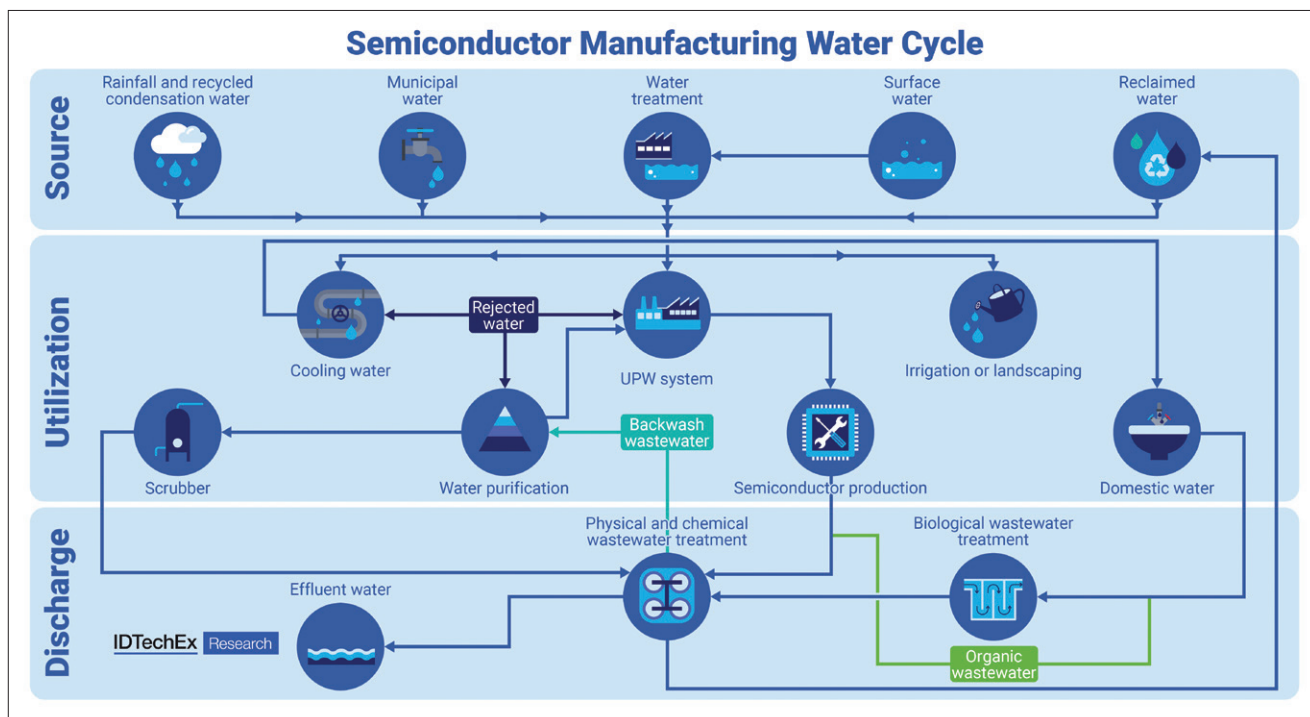 Semiconductor Manufacturing Water Cycle
Source
Rainfall and recycled
condensation water
Municipal
water
Water
treatment
Surface
water
Reclaimed
water
Utilization
Cooling water
Rejected
water
UPW system
Irrigation or landscaping
Scrubber
Water purification
Backwash
wastewater
Semiconductor production
Domestic water
Discharge
Physical and chemical
wastewater treatment
Biological wastewater
treatment
Effluent water
IDTechEx Research
Organic
wastewater